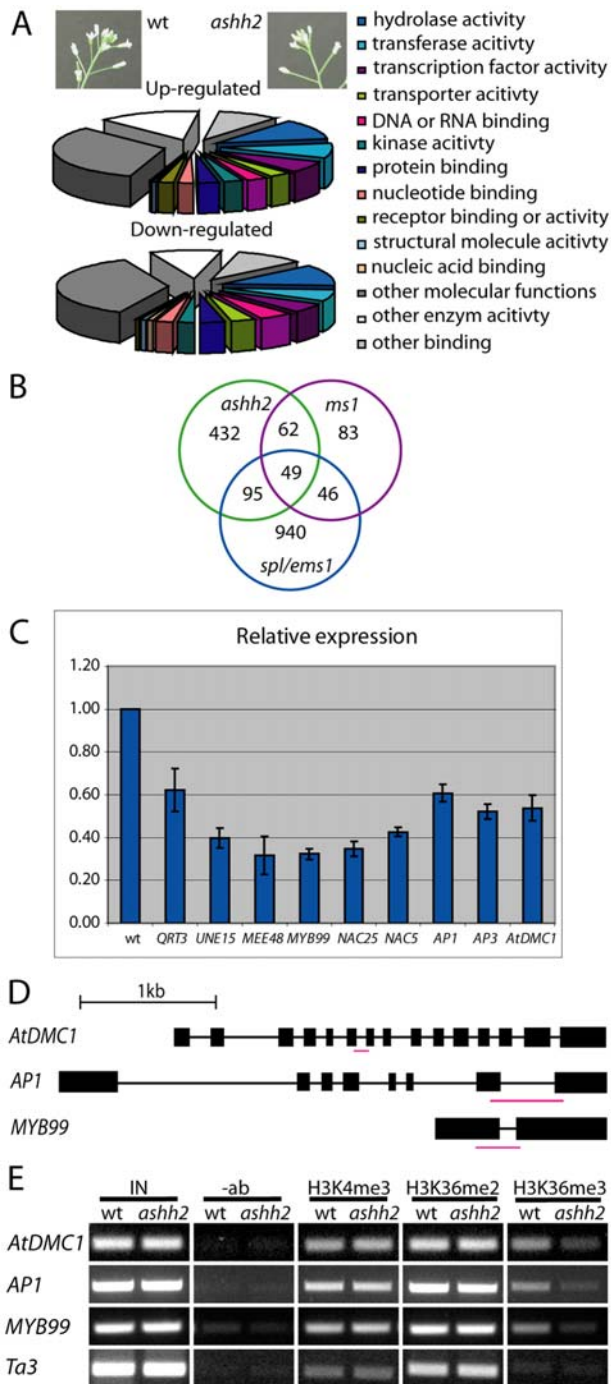 A
wt
ashh2
Up-regulated
Down-regulated
hydrolase activity
transferase acitivty
transcription factor activity
transporter acitivty
DNA or RNA binding
kinase acitivty
protein binding
nucleotide binding
receptor binding or activity
structural molecule acitivty
nucleic acid binding
other molecular functions
other enzym acitivty
other binding
B
ashh2
ms1
432
62
83
49
95
46
940
spl/ems1
C
Relative expression
1.20
1.00
0.80
0.60
0.40
0.20
0.00
wt QRT3 UNE15 MEE48 MYB99 NAC25 NAC5 AP1 AP3 AtDMC1
D
1kb
AtDMC1
AP1
MYB99
E
IN -ab H3K4me3 H3K36me2 H3K36me3
wt ashh2 wt ashh2 wt ashh2 wt ashh2 wt ashh2
AtDMC1
AP1
MYB99
Ta3